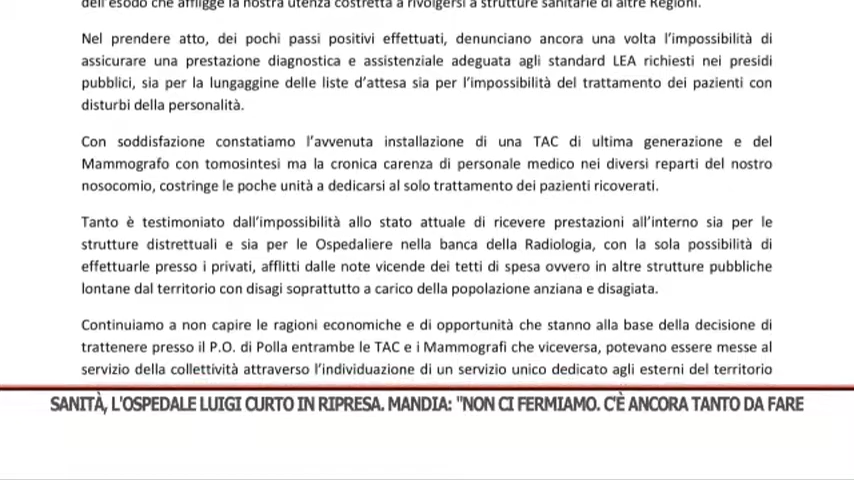 dell'esodo che affligge la nostra utenza costretta a rivolgersi a strutture sanitarie di altre Regioni.
Nel prendere atto, dei pochi passi positivi effettuati, denunciano ancora una volta l'impossibilità di
assicurare una prestazione diagnostica e assistenziale adeguata agli standard LEA richiesti nei presidi
pubblici, sia per la lungaggine delle liste d'attesa sia per l'impossibilità del trattamento dei pazienti con
disturbi della personalità.
Con soddisfazione constatiamo l'avvenuta installazione di una TAC di ultima generazione e del
Mammografo con tomosintesi ma la cronica carenza di personale medico nei diversi reparti del nostro
nosocomio, costringe le poche unità a dedicarsi al solo trattamento dei pazienti ricoverati.
Tanto è testimoniato dall'impossibilità allo stato attuale di ricevere prestazioni all'interno sia per le
strutture distrettuali e sia per le Ospedaliere nella banca della Radiologia, con la sola possibilità di
effettuarle presso i privati, afflitti dalle note vicende dei tetti di spesa ovvero in altre strutture pubbliche
lontane dal territorio con disagi soprattutto a carico della popolazione anziana e disagiata.
Continuiamo a non capire le ragioni economiche e di opportunità che stanno alla base della decisione di
trattenere presso il P.O. di Polla entrambe le TAC e i Mammografi che viceversa, potevano essere messe al
servizio della collettività attraverso l'individuazione di un servizio unico dedicato agli esterni del territorio
SANITÀ, L'OSPEDALE LUIGI CURTO IN RIPRESA. MANDIA: "NON CI FERMIAMO. C'È ANCORA TANTO DA FARE